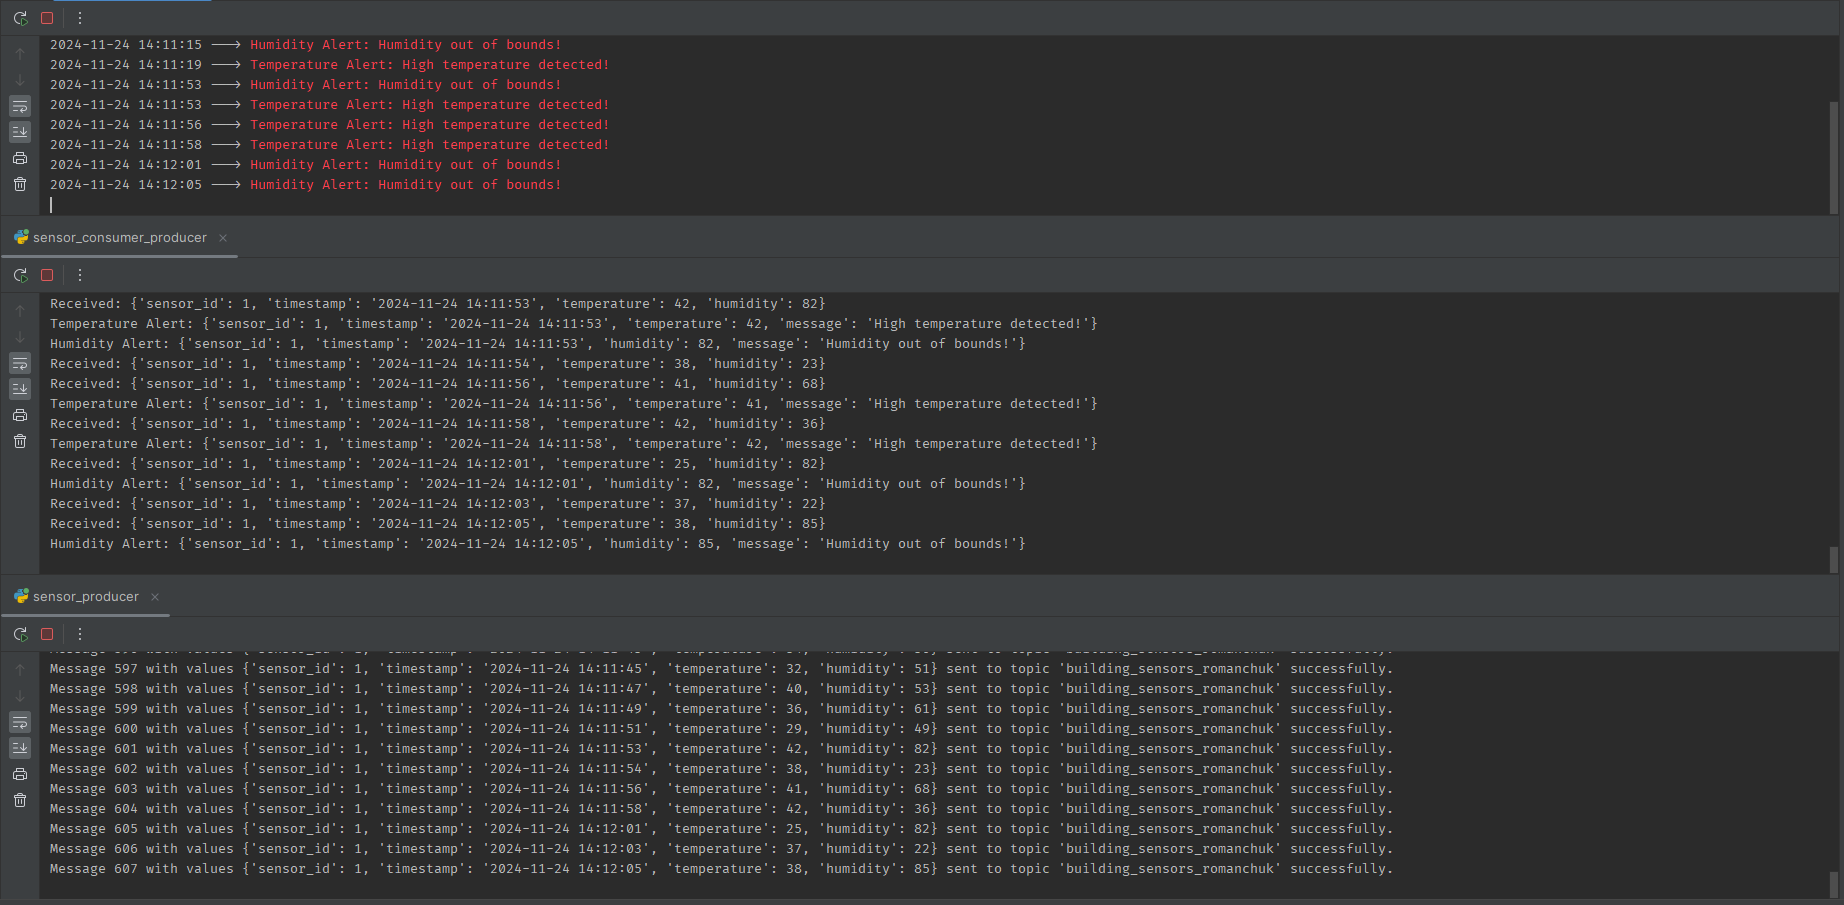 2024-11-24 14:11:15 ---> Humidity Alert: Humidity out of bounds!
2024-11-24 14:11:19 ---> Temperature Alert: High temperature detected!
2024-11-24 14:11:53 ---> Humidity Alert: Humidity out of bounds!
2024-11-24 14:11:53 ---> Temperature Alert: High temperature detected!
2024-11-24 14:11:56 ---> Temperature Alert: High temperature detected!
2024-11-24 14:11:58 ---> Temperature Alert: High temperature detected!
2024-11-24 14:12:01 ---> Humidity Alert: Humidity out of bounds!
2024-11-24 14:12:05 ---> Humidity Alert: Humidity out of bounds!
sensor_consumer_producer
Received: {'sensor_id': 1, 'timestamp': '2024-11-24 14:11:53', 'temperature': 42, 'humidity': 82}
Temperature Alert: {'sensor_id': 1, 'timestamp': '2024-11-24 14:11:53', 'temperature': 42, 'message': 'High temperature detected!'}
Humidity Alert: {'sensor_id': 1, 'timestamp': '2024-11-24 14:11:53', 'humidity': 82, 'message': 'Humidity out of bounds!'}
Received: {'sensor_id': 1, 'timestamp': '2024-11-24 14:11:54', 'temperature': 38, 'humidity': 23}
Received: {'sensor_id': 1, 'timestamp': '2024-11-24 14:11:56', 'temperature': 41, 'humidity': 68}
Temperature Alert: {'sensor_id': 1, 'timestamp': '2024-11-24 14:11:56', 'temperature': 41, 'message': 'High temperature detected!'}
Received: {'sensor_id': 1, 'timestamp': '2024-11-24 14:11:58', 'temperature': 42, 'humidity': 36}
Temperature Alert: {'sensor_id': 1, 'timestamp': '2024-11-24 14:11:58', 'temperature': 42, 'message': 'High temperature detected!'}
Received: {'sensor_id': 1, 'timestamp': '2024-11-24 14:12:01', 'temperature': 25, 'humidity': 82}
Humidity Alert: {'sensor_id': 1, 'timestamp': '2024-11-24 14:12:01', 'humidity': 82, 'message': 'Humidity out of bounds!'}
Received: {'sensor_id': 1, 'timestamp': '2024-11-24 14:12:03', 'temperature': 37, 'humidity': 22}
Received: {'sensor_id': 1, 'timestamp': '2024-11-24 14:12:05', 'temperature': 38, 'humidity': 85}
Humidity Alert: {'sensor_id': 1, 'timestamp': '2024-11-24 14:12:05', 'humidity': 85, 'message': 'Humidity out of bounds!'}
sensor_producer
Message 597 with values {'sensor_id': 1, 'timestamp': '2024-11-24 14:11:45', 'temperature': 32, 'humidity': 51} sent to topic 'building_sensors_romanchuk' successfully.
Message 598 with values {'sensor_id': 1, 'timestamp': '2024-11-24 14:11:47', 'temperature': 40, 'humidity': 53} sent to topic 'building_sensors_romanchuk' successfully.
Message 599 with values {'sensor_id': 1, 'timestamp': '2024-11-24 14:11:49', 'temperature': 36, 'humidity': 61} sent to topic 'building_sensors_romanchuk' successfully.
Message 600 with values {'sensor_id': 1, 'timestamp': '2024-11-24 14:11:51', 'temperature': 29, 'humidity': 49} sent to topic 'building_sensors_romanchuk' successfully.
Message 601 with values {'sensor_id': 1, 'timestamp': '2024-11-24 14:11:53', 'temperature': 42, 'humidity': 82} sent to topic 'building_sensors_romanchuk' successfully.
Message 602 with values {'sensor_id': 1, 'timestamp': '2024-11-24 14:11:54', 'temperature': 38, 'humidity': 23} sent to topic 'building_sensors_romanchuk' successfully.
Message 603 with values {'sensor_id': 1, 'timestamp': '2024-11-24 14:11:56', 'temperature': 41, 'humidity': 68} sent to topic 'building_sensors_romanchuk' successfully.
Message 604 with values {'sensor_id': 1, 'timestamp': '2024-11-24 14:11:58', 'temperature': 42, 'humidity': 36} sent to topic 'building_sensors_romanchuk' successfully.
Message 605 with values {'sensor_id': 1, 'timestamp': '2024-11-24 14:12:01', 'temperature': 25, 'humidity': 82} sent to topic 'building_sensors_romanchuk' successfully.
Message 606 with values {'sensor_id': 1, 'timestamp': '2024-11-24 14:12:03', 'temperature': 37, 'humidity': 22} sent to topic 'building_sensors_romanchuk' successfully.
Message 607 with values {'sensor_id': 1, 'timestamp': '2024-11-24 14:12:05', 'temperature': 38, 'humidity': 85} sent to topic 'building_sensors_romanchuk' successfully.